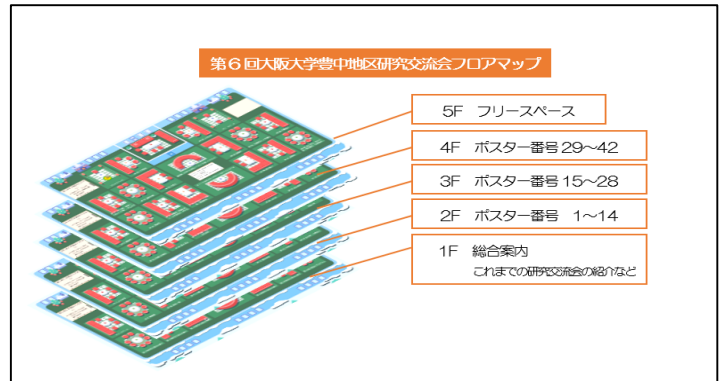 第6回大阪大学豊中地区研究交流会フロアマップ
5F フリースペース
4F ポスター番号 29～42
3F ポスター番号 15～28
2F ポスター番号 1～14
1F 総合案内
これまでの研究交流会の紹介など